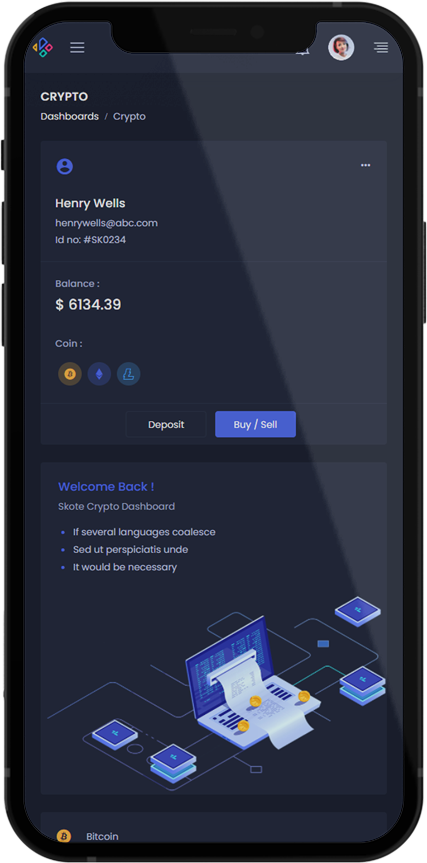 CRYPTO
Dashboards / Crypto
Henry Wells
henrywells@abc.com
Id no: #SK0234
Balance :
$ 6134.39
Coin :
Deposit
Buy / Sell
Welcome Back !
Skote Crypto Dashboard
If several languages coalesce
Sed ut perspiciatis unde
It would be necessary
Bitcoin